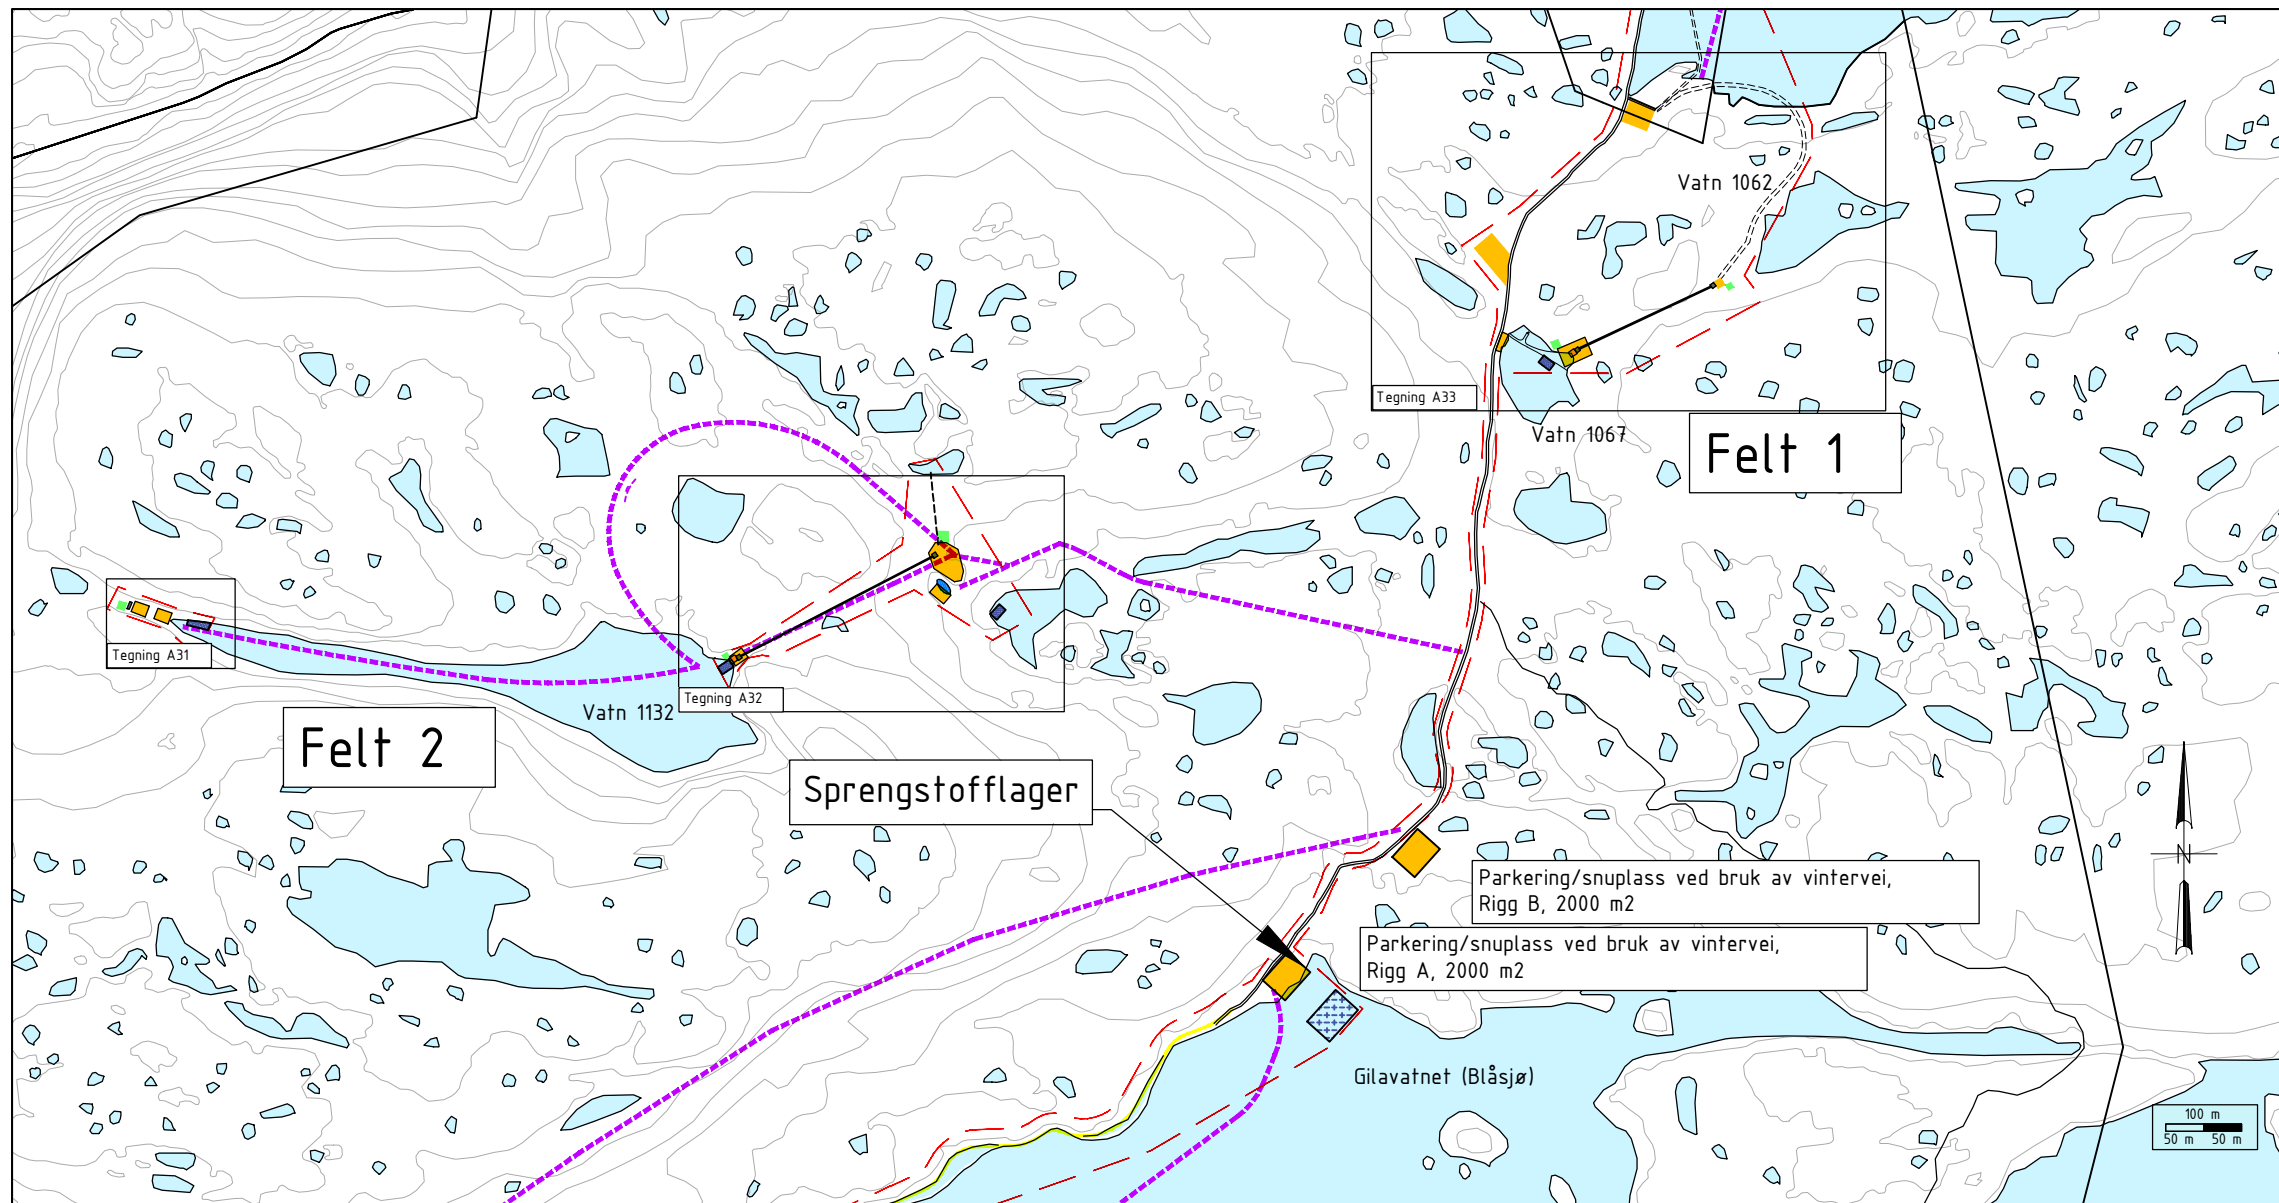 Vatn 1062
Tegning A33
Vatn 1067
Felt 1
Tegning A31
Tegning A32
Vatn 1132
Felt 2
Sprengstofflager
Parkering/snuplass ved bruk av vintervei,
Rigg B, 2000 m2
Parkering/snuplass ved bruk av vintervei,
Rigg A, 2000 m2
N
Gilavatnet (Blåsjø)
100 m
50 m 50 m